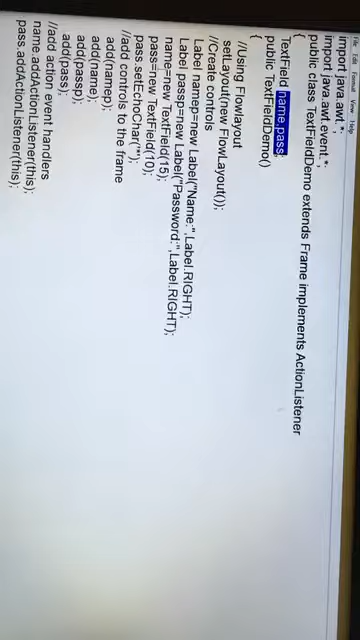 File Edit Format View Help
import java.awt.*;
import java.awt.event.*;
public class TextFieldDemo extends Frame implements ActionListener
{
TextField name,pass;
public TextFieldDemo()
{
//Using Flowlayout
setLayout(new FlowLayout());
//Create controls
Label namep=new Label("Name:",Label.RIGHT);
Label passp=new Label("Password:",Label.RIGHT);
name=new TextField(15);
pass=new TextField(10);
pass.setEchoChar('*');
//add controls to the frame
add(namep);
add(name);
add(passp);
add(pass);
//add action event handlers
name.addActionListener(this);
pass.addActionListener(this);